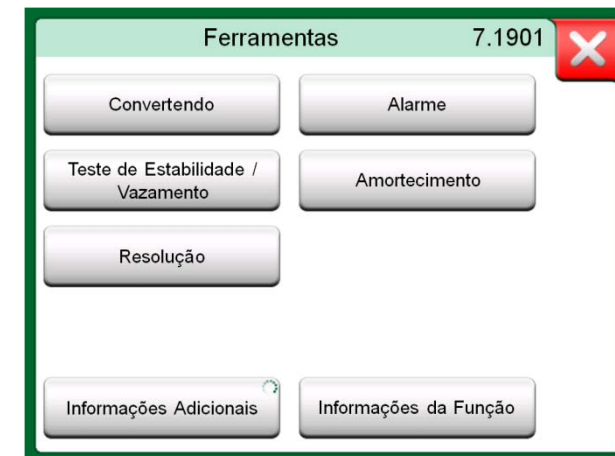 Ferramentas 7.1901
Convertendo
Alarme
Teste de Estabilidade /
Vazamento
Amortecimento
Resolução
Informações Adicionais
Informações da Função